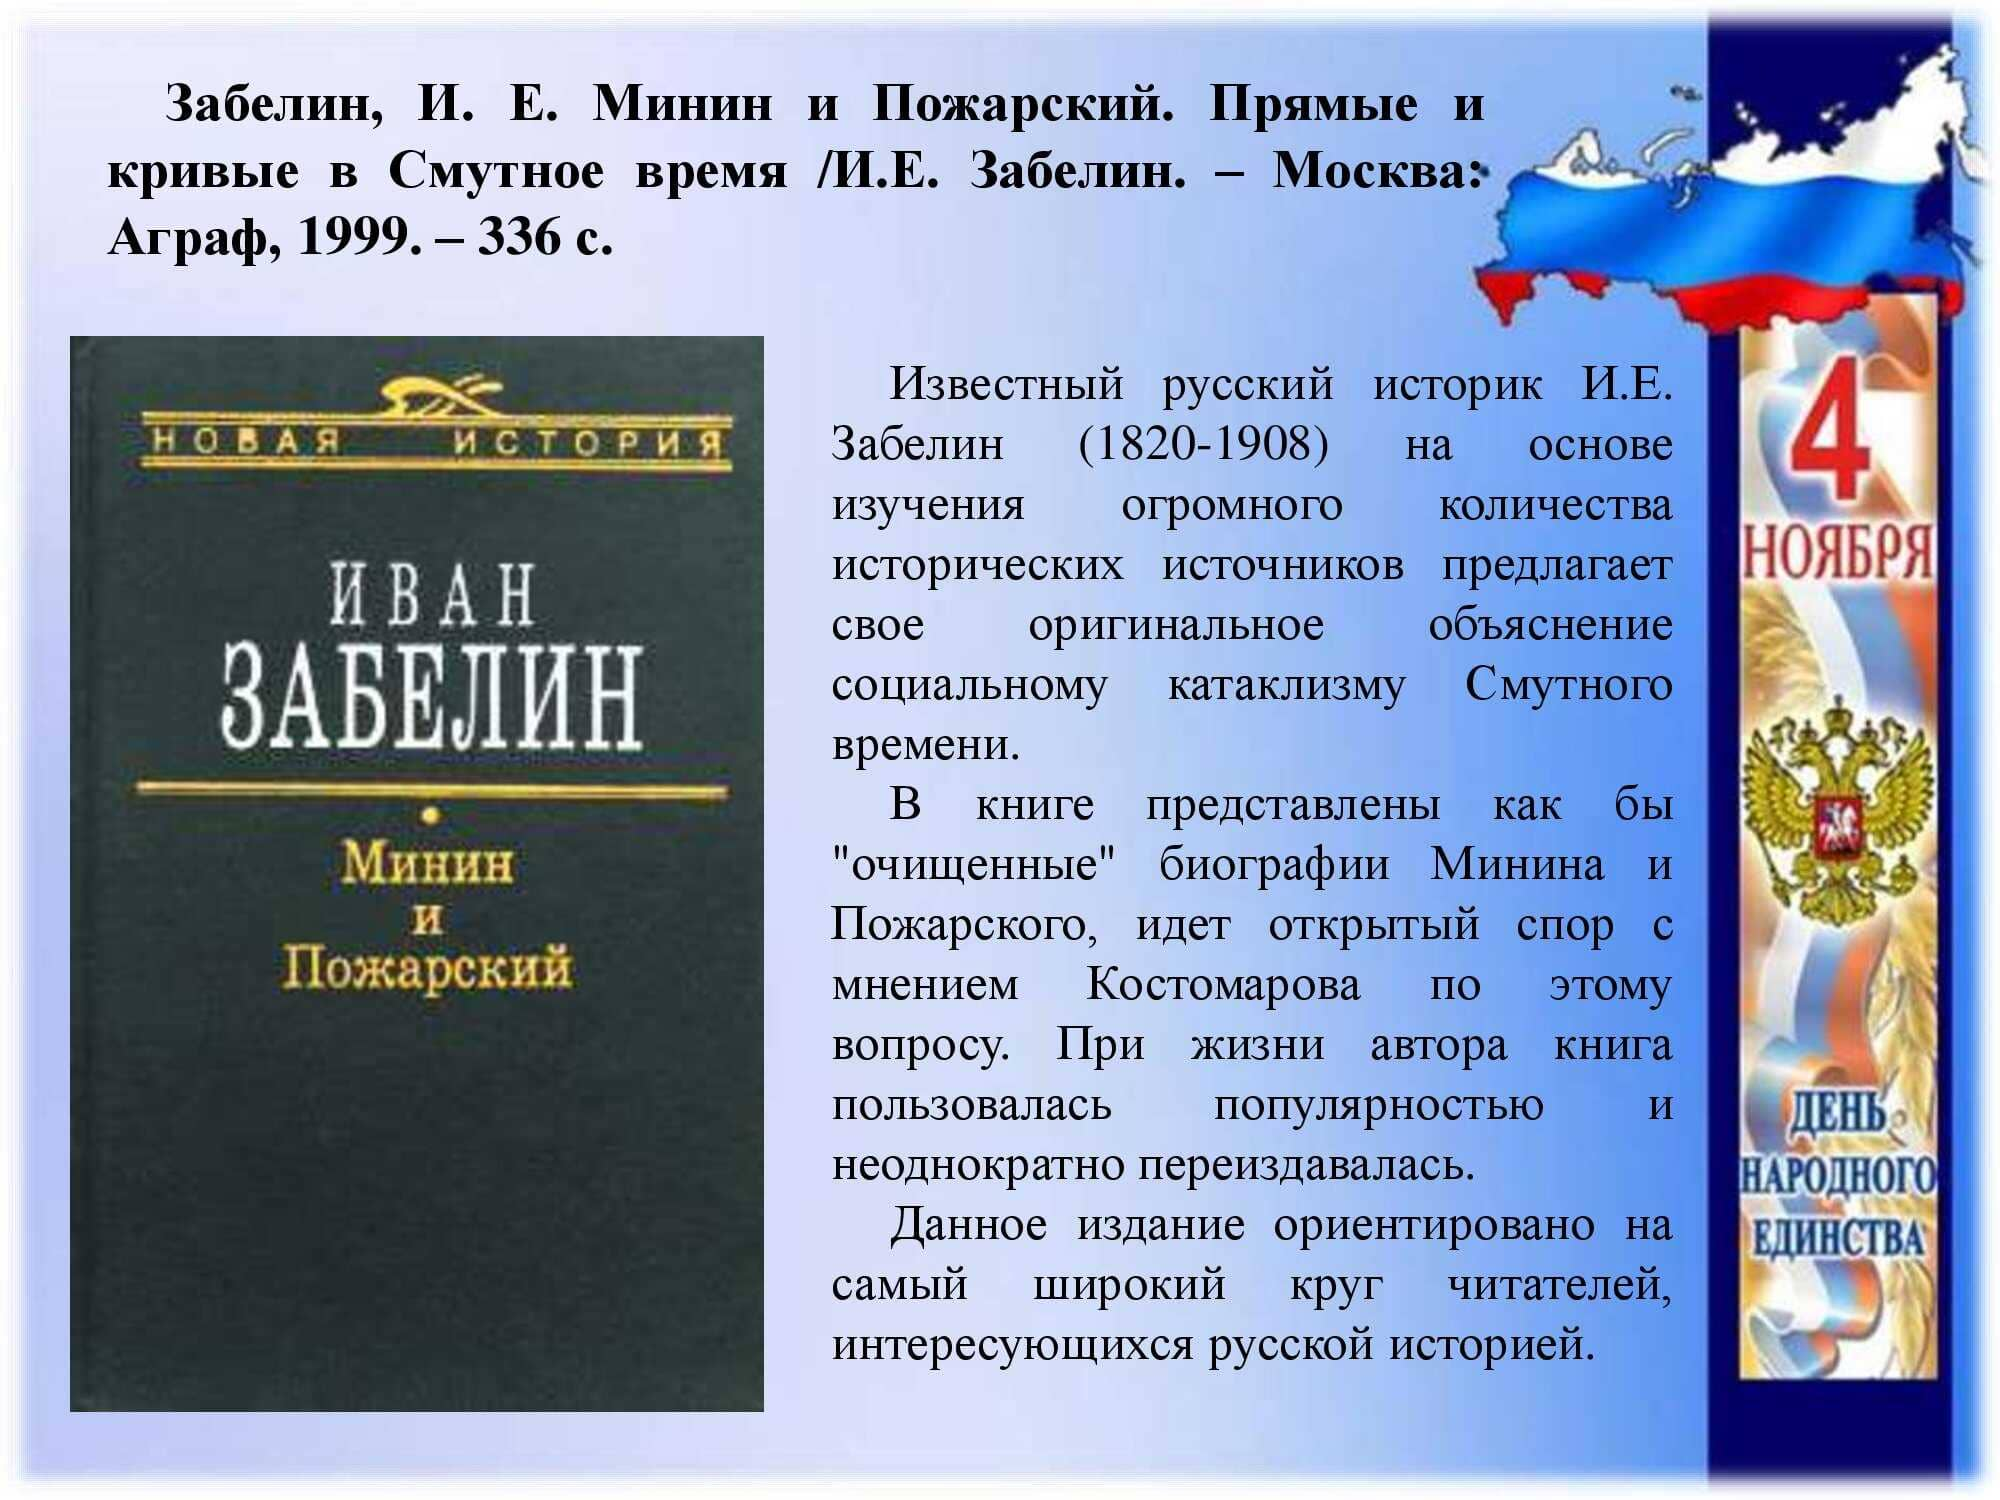 Забелин, И. Е. Минин и Пожарский. Прямые и
кривые в Смутное время /И.Е. Забелин. – Москва:
Аграф, 1999. – 336 с.
НОВАЯ ИСТОРИЯ
ИВАН
ЗАБЕЛИН
Минин
и
Пожарский
Известный русский историк И.Е.
Забелин (1820-1908) на основе
изучения огромного количества
исторических источников предлагает
свое оригинальное объяснение
социальному катаклизму Смутного
времени.
В книге представлены как бы
"очищенные" биографии Минина и
Пожарского, идет открытый спор с
мнением Костомарова по этому
вопросу. При жизни автора книга
пользовалась популярностью и
неоднократно переиздавалась.
Данное издание ориентировано на
самый широкий круг читателей,
интересующихся русской историей.
4
НОЯБРЯ
ДЕНЬ
НАРОДНОГО
ЕДИНСТВА